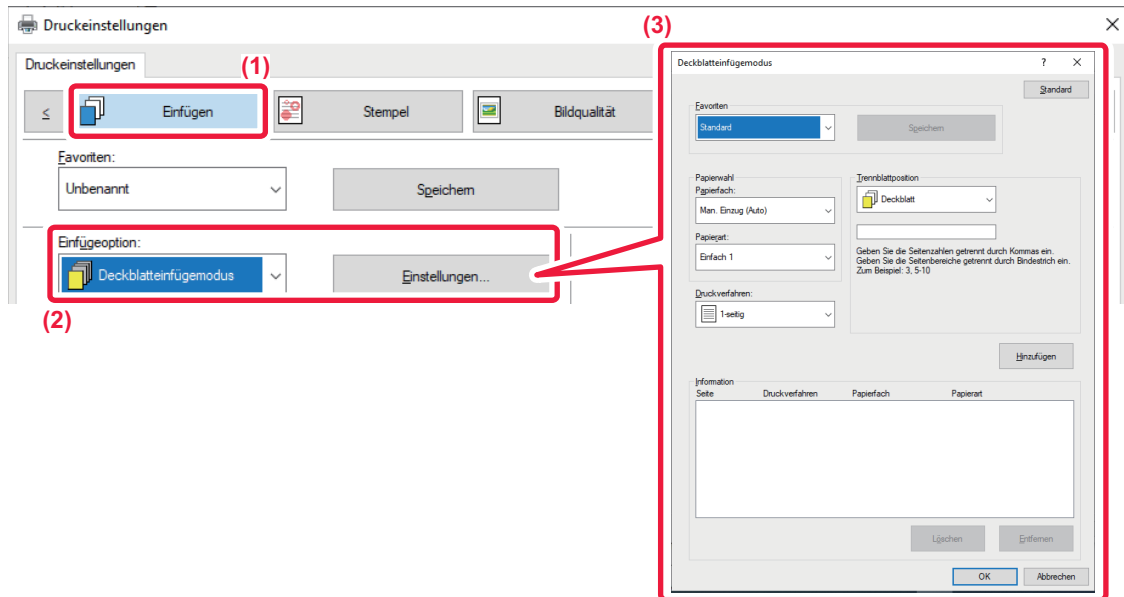 Druckeinstellungen
(3)
Druckeinstellungen
(1)
≤
Einfügen
Stempel
Bildqualität
Favoriten:
Unbenannt
Speichern
Einfügeoption:
Deckblatteinfügemodus
Einstellungen...
(2)
Deckblatteinfügemodus
?
Standard
Favoriten
Standard
Speichern
Papierwahl
Papierfach:
Man. Einzug (Auto)
Papierart:
Einfach 1
Trennblattposition
Deckblatt
Geben Sie die Seitenzahlen getrennt durch Kommas ein.
Geben Sie die Seitenbereiche getrennt durch Bindestrich ein.
Zum Beispiel: 3, 5-10
Druckverfahren:
1-seitig
Hinzufügen
Information
Seite Druckverfahren Papierfach Papierart
Löschen
Entfernen
OK
Abbrechen